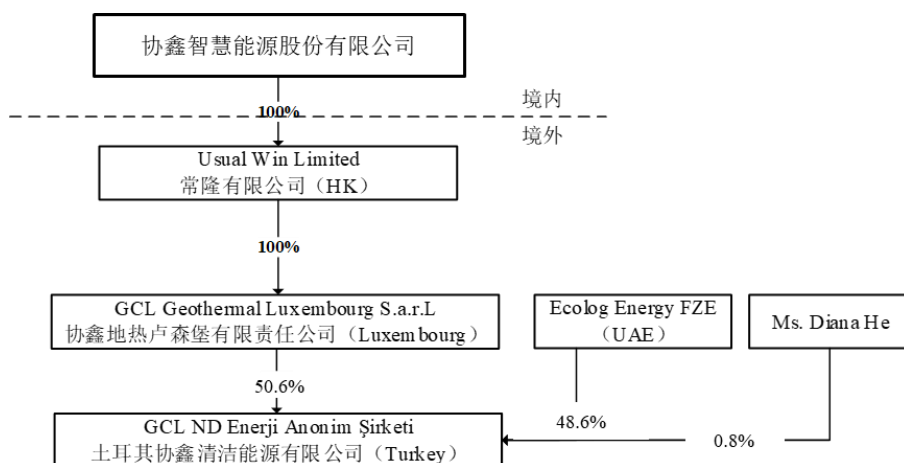 协鑫智慧能源股份有限公司
境内
100%
境外
Usual Win Limited
常隆有限公司（HK）
100%
GCL Geothermal Luxembourg S.a.r.L
协鑫地热卢森堡有限责任公司（Luxembourg）
Ecolog Energy FZE
（UAE）
Ms. Diana He
50.6%
48.6%
0.8%
GCL ND Enerji Anonim Şirketi
土耳其协鑫清洁能源有限公司（Turkey）